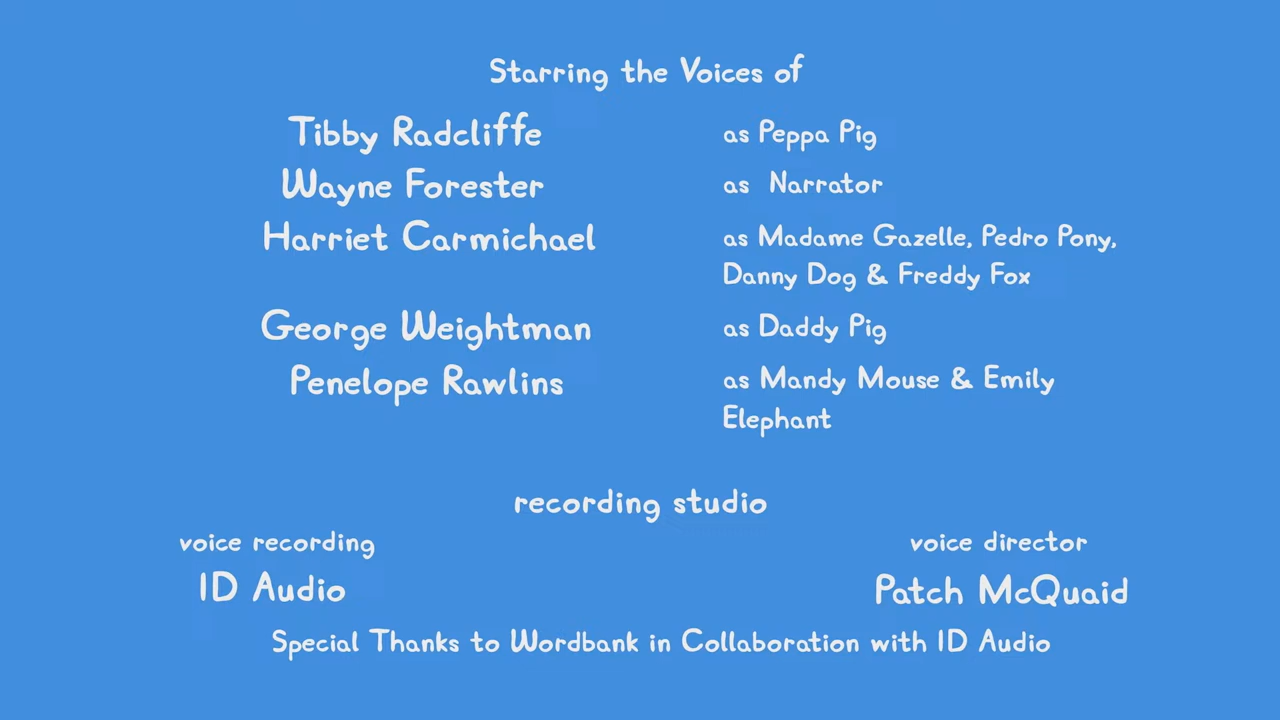 Starring the Voices of
Tibby Radcliffe as Peppa Pig
Wayne Forester as Narrator
Harriet Carmichael as Madame Gazelle, Pedro Pony,
Danny Dog & Freddy Fox
George Weightman as Daddy Pig
Penelope Rawlins as Mandy Mouse & Emily
Elephant
recording studio
voice recording voice director
ID Audio Patch McQuaid
Special Thanks to Wordbank in Collaboration with ID Audio